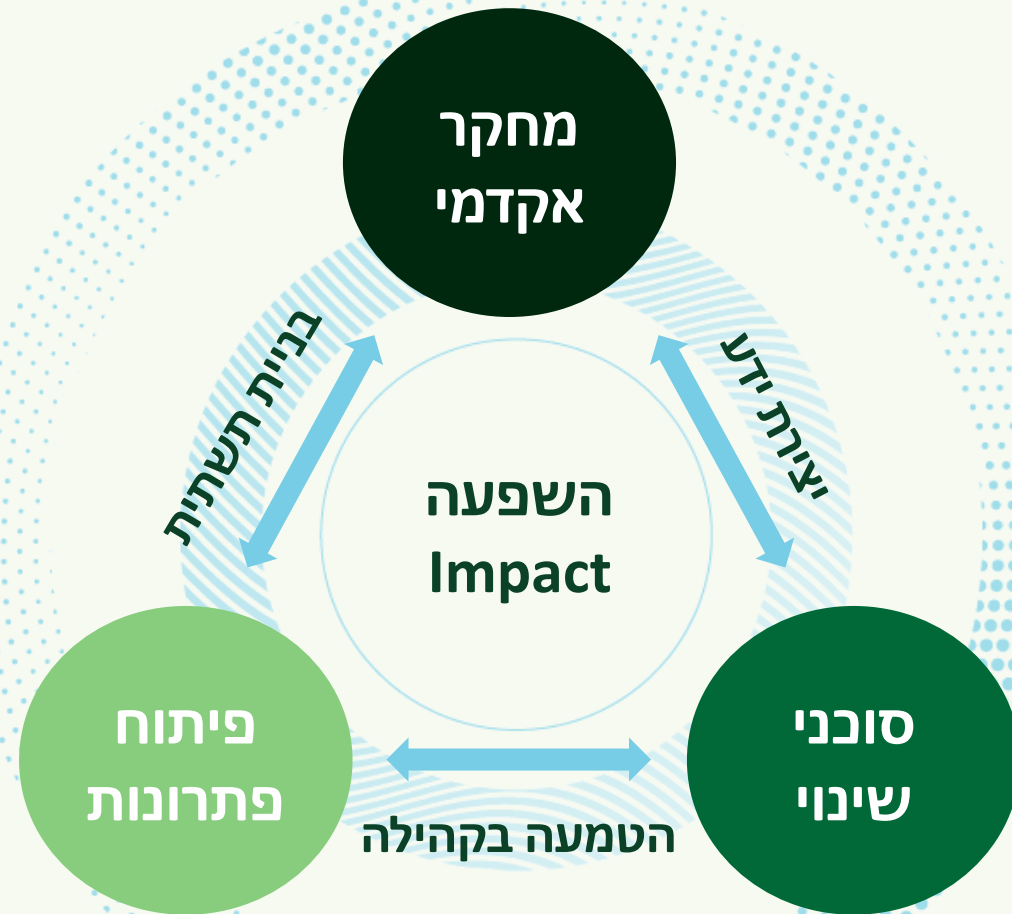 מחקר
אקדמי
בניית תשתית
יצירת ידע
השפעה
Impact
פיתוח
פתרונות
סוכני
שינוי
הטמעה בקהילה